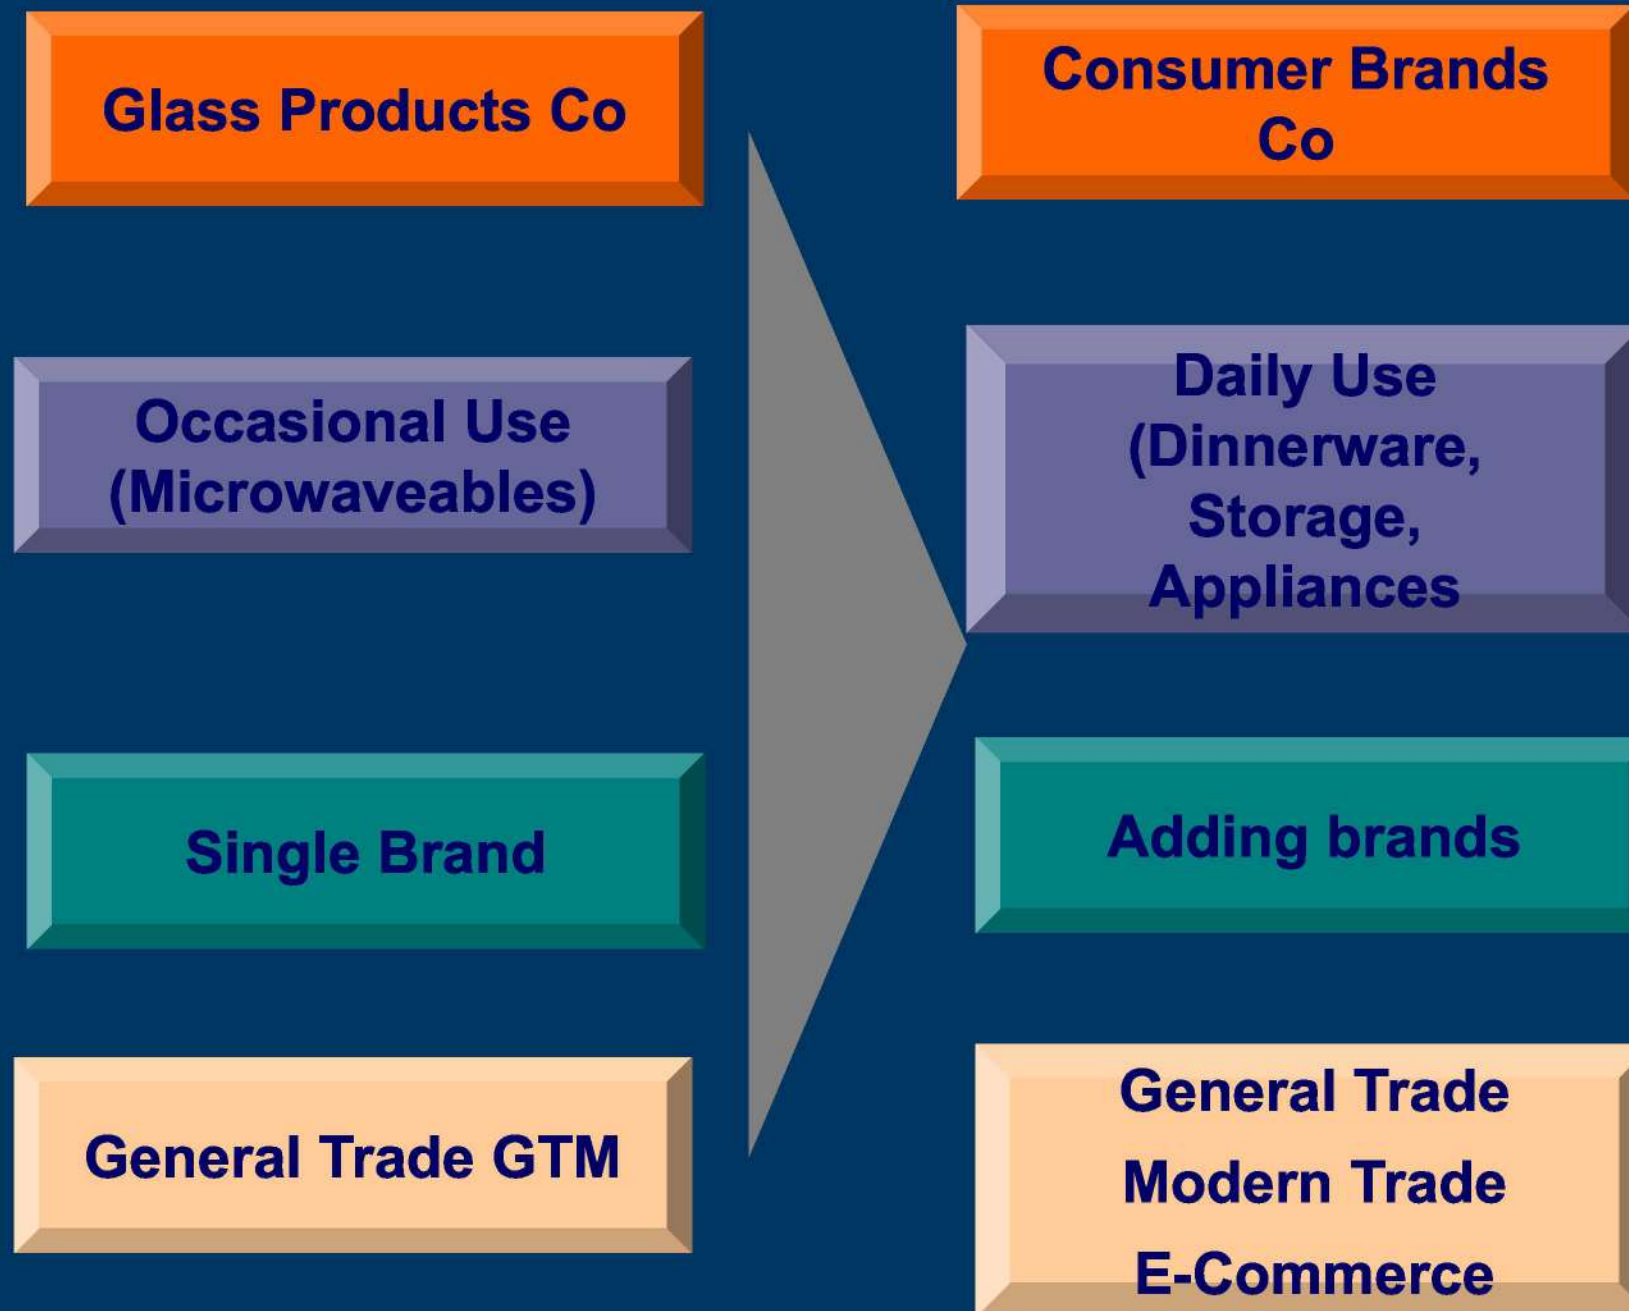 Glass Products Co
Consumer Brands
Co
Occasional Use
(Microwaveables)
Daily Use
(Dinnerware,
Storage,
Appliances
Single Brand
Adding brands
General Trade GTM
General Trade
Modern Trade
E-Commerce